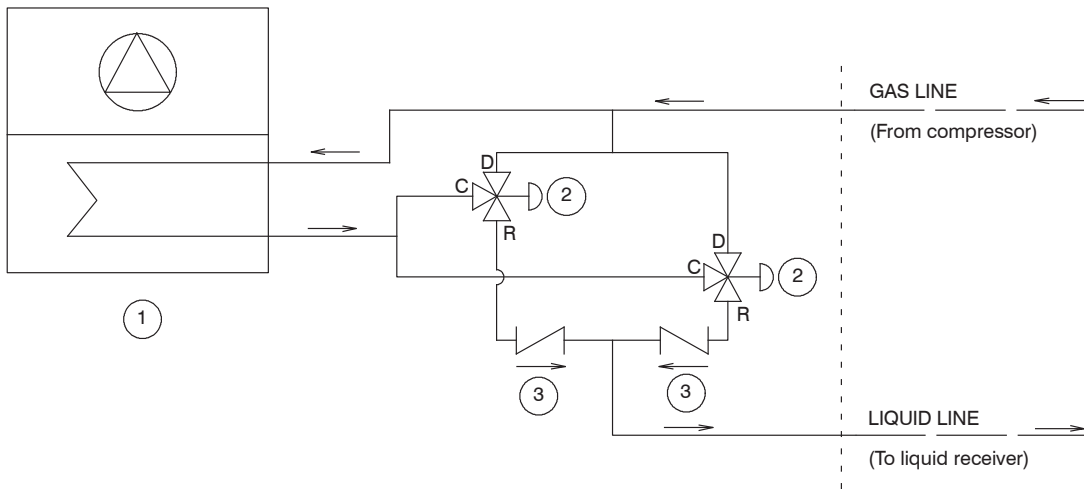 GAS LINE
(From compressor)
D
C
2
R
D
C
2
R
1
3
3
LIQUID LINE
(To liquid receiver)